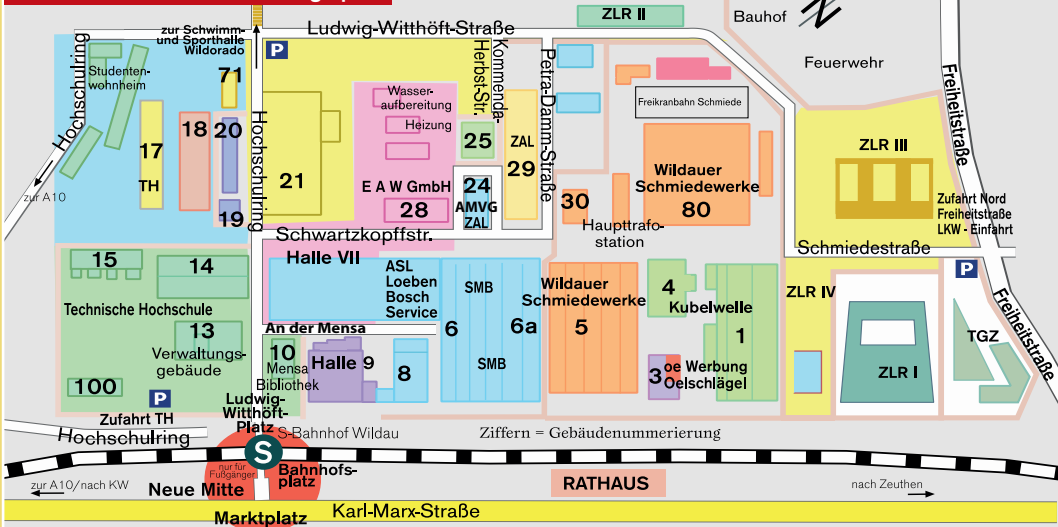 ZLR II
Bauhof
N
Feuerwehr
zur Schwimm-
und Sporthalle
Wildorado
P
Ludwig-Witthöft-Straße
Hochschulring
Studenten-
wohnheim
71
17
TH
18
20
19
Hochschulring
21
Wasser-
aufbereitung
Heizung
E A W GmbH
28
Kommenda-
Herbst-Str.
25
24
AMVG
ZAL
ZAL
29
Petra-Damm-Straße
Freikranbahn Schmiede
Wildauer
Schmiedewerke
80
30
Haupttrafo-
station
ZLR III
Freiheitstraße
Zufahrt Nord
Freiheitstraße
LKW - Einfahrt
zur A10
Schwartzkopffstr.
Schmiedestraße
15
14
Technische Hochschule
13
Verwaltungs-
gebäude
100
P
Zufahrt TH
Hochschulring
Halle VII
ASL
Loeben
Bosch
Service
An der Mensa
10
Mensa
Bibliothek
Halle 9
8
6
SMB
6a
SMB
Wildauer
Schmiedewerke
5
4
Kubelwelle
1
3
oe Werbung
Oelschlägel
ZLR IV
ZLR I
P
TGZ
Freiheitstraße
Ludwig-
Witthöft-
Platz
S-Bahnhof Wildau
Ziffern = Gebäudenummerierung
S
nur für
Fußgänger
Bahnhofs-
platz
zur A10/nach KW
Neue Mitte
RATHAUS
nach Zeuthen
Marktplatz
Karl-Marx-Straße